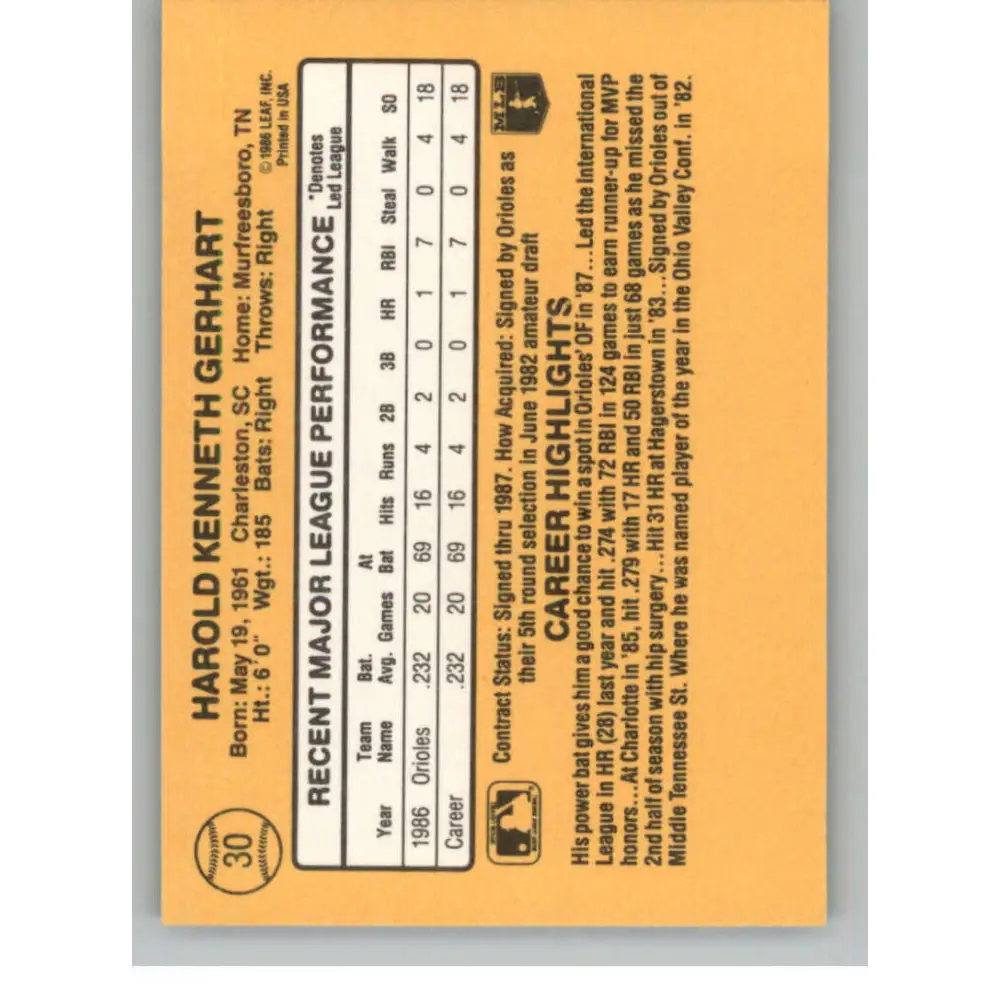 30
HAROLD KENNETH GERHART
Born: May 19, 1961 Charleston, SC Home: Murfreesboro, TN
Ht.: 6'0" Wgt.: 185 Bats: Right Throws: Right
© 1986 LEAF, INC.
Printed in USA
RECENT MAJOR LEAGUE PERFORMANCE
*Denotes
Led League
Year Team Name Bat. Avg. Games At Bat Hits Runs 2B 3B HR RBI Steal Walk SO
1986 Orioles .232 20 69 16 4 2 0 1 7 0 4 18
Career .232 20 69 16 4 2 0 1 7 0 4 18
Contract Status: Signed thru 1987. How Acquired: Signed by Orioles as
their 5th round selection in June 1982 amateur draft
MLB
CAREER HIGHLIGHTS
His power bat gives him a good chance to win a spot in Orioles' OF in '87...Led the International
League in HR (28) last year and hit .274 with 72 RBI in 124 games to earn runner-up for MVP
honors...At Charlotte in '85, hit .279 with 17 HR and 50 RBI in just 68 games as he missed the
2nd half of season with hip surgery...Hit 31 HR at Hagerstown in '83...Signed by Orioles out of
Middle Tennessee St. Where he was named player of the year in the Ohio Valley Conf. in '82.